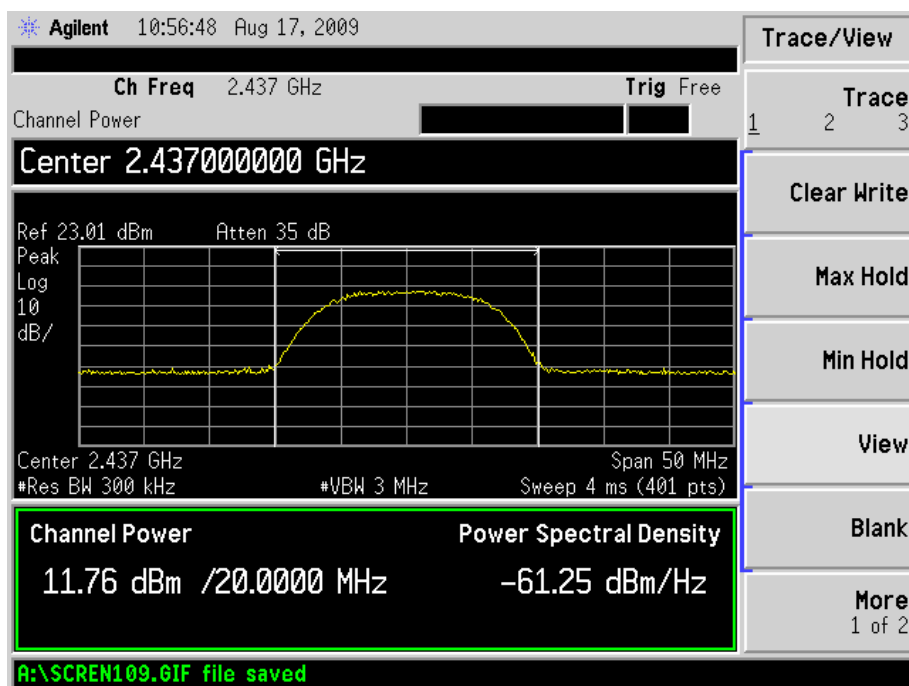 Agilent 10:56:48 Aug 17, 2009
Trace/View
Ch Freq 2.437 GHz Trig Free
Channel Power
Trace
1 2 3
Center 2.437000000 GHz
Clear Write
Ref 23.01 dBm Atten 35 dB
Peak
Log
10
dB/
Max Hold
Min Hold
View
Center 2.437 GHz Span 50 MHz
#Res BW 300 kHz #VBW 3 MHz Sweep 4 ms (401 pts)
Channel Power Power Spectral Density
Blank
11.76 dBm /20.0000 MHz -61.25 dBm/Hz
More
1 of 2
A:\SCREN109.GIF file saved